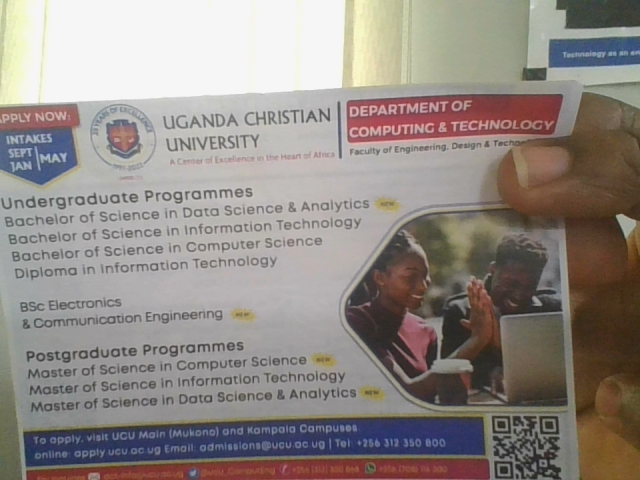 Technology as an en
APPLY NOW:
INTAKES
SEPT
JAN
MAY
25 YEARS OF EXCELLENCE
UGANDA CHRISTIAN
UNIVERSITY
A Center of Excellence in the Heart of Africa
DEPARTMENT OF
COMPUTING & TECHNOLOGY
Faculty of Engineering, Design & Techno
Undergraduate Programmes
Bachelor of Science in Data Science & Analytics NEW
Bachelor of Science in Information Technology
Bachelor of Science in Computer Science
Diploma in Information Technology
BSc Electronics
& Communication Engineering NEW
Postgraduate Programmes
Master of Science in Computer Science NEW
Master of Science in Information Technology
Master of Science in Data Science & Analytics NEW
To apply, visit UCU Main (Mukono) and Kampala Campuses
online: apply.ucu.ac.ug Email: admissions@ucu.ac.ug | Tel: +256 312 350 800